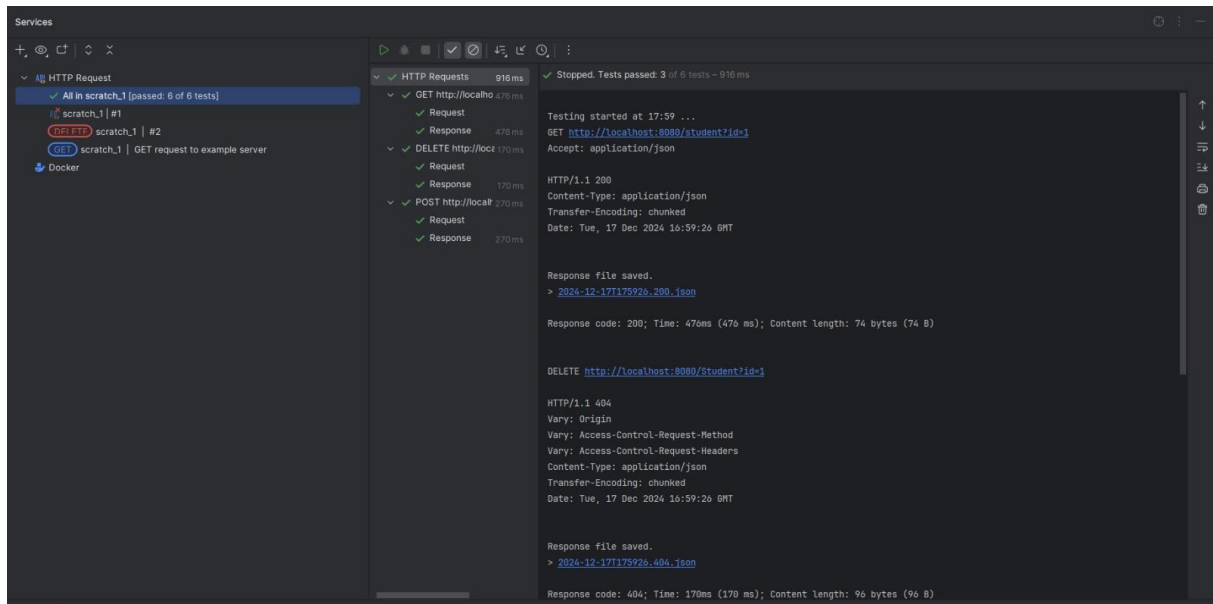 Services
HTTP Request
All in scratch_1 [passed: 6 of 6 tests]
scratch_1 | #1
DELETE scratch_1 | #2
GET scratch_1 | GET request to example server
Docker
HTTP Requests 916 ms
GET http://localho 476 ms
Request
Response 476 ms
DELETE http://loca 170 ms
Request
Response 170 ms
POST http://localh 270 ms
Request
Response 270 ms
Stopped. Tests passed: 3 of 6 tests – 916 ms
Testing started at 17:59 ...
GET http://localhost:8080/student?id=1
Accept: application/json
HTTP/1.1 200
Content-Type: application/json
Transfer-Encoding: chunked
Date: Tue, 17 Dec 2024 16:59:26 GMT
Response file saved.
> 2024-12-17T175926.200.json
Response code: 200; Time: 476ms (476 ms); Content length: 74 bytes (74 B)
DELETE http://localhost:8080/Student?id=1
HTTP/1.1 404
Vary: Origin
Vary: Access-Control-Request-Method
Vary: Access-Control-Request-Headers
Content-Type: application/json
Transfer-Encoding: chunked
Date: Tue, 17 Dec 2024 16:59:26 GMT
Response file saved.
> 2024-12-17T175926.404.json
Response code: 404; Time: 170ms (170 ms); Content length: 96 bytes (96 B)